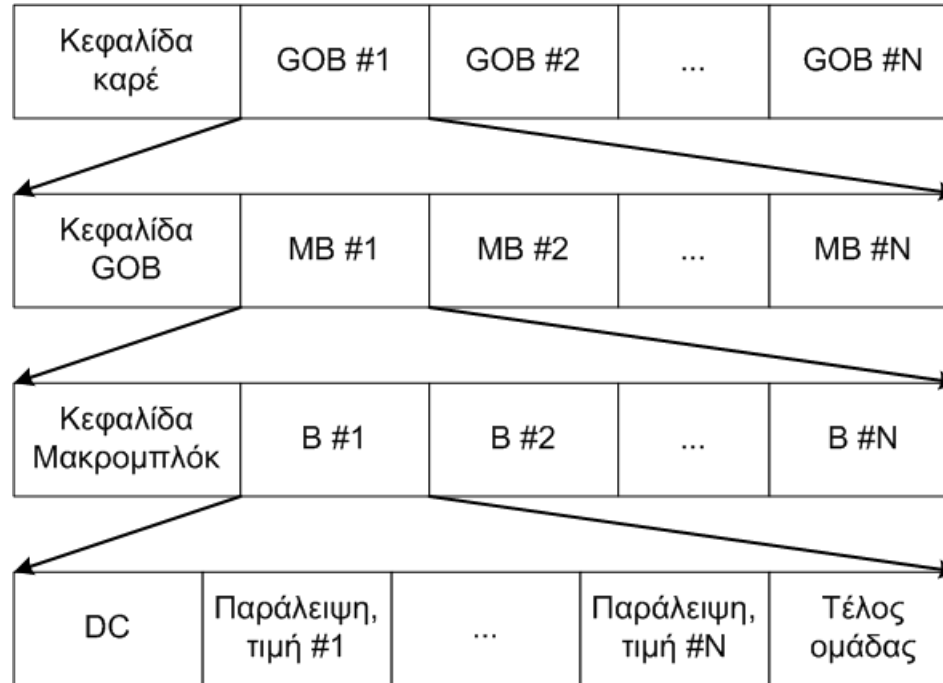 Κεφαλίδα
καρέ
GOB #1
GOB #2
...
GOB #N
Κεφαλίδα
GOB
MB #1
MB #2
...
MB #N
Κεφαλίδα
Μακρομπλόκ
B #1
B #2
...
B #N
DC
Παράλειψη,
τιμή #1
...
Παράλειψη,
τιμή #N
Τέλος
ομάδας